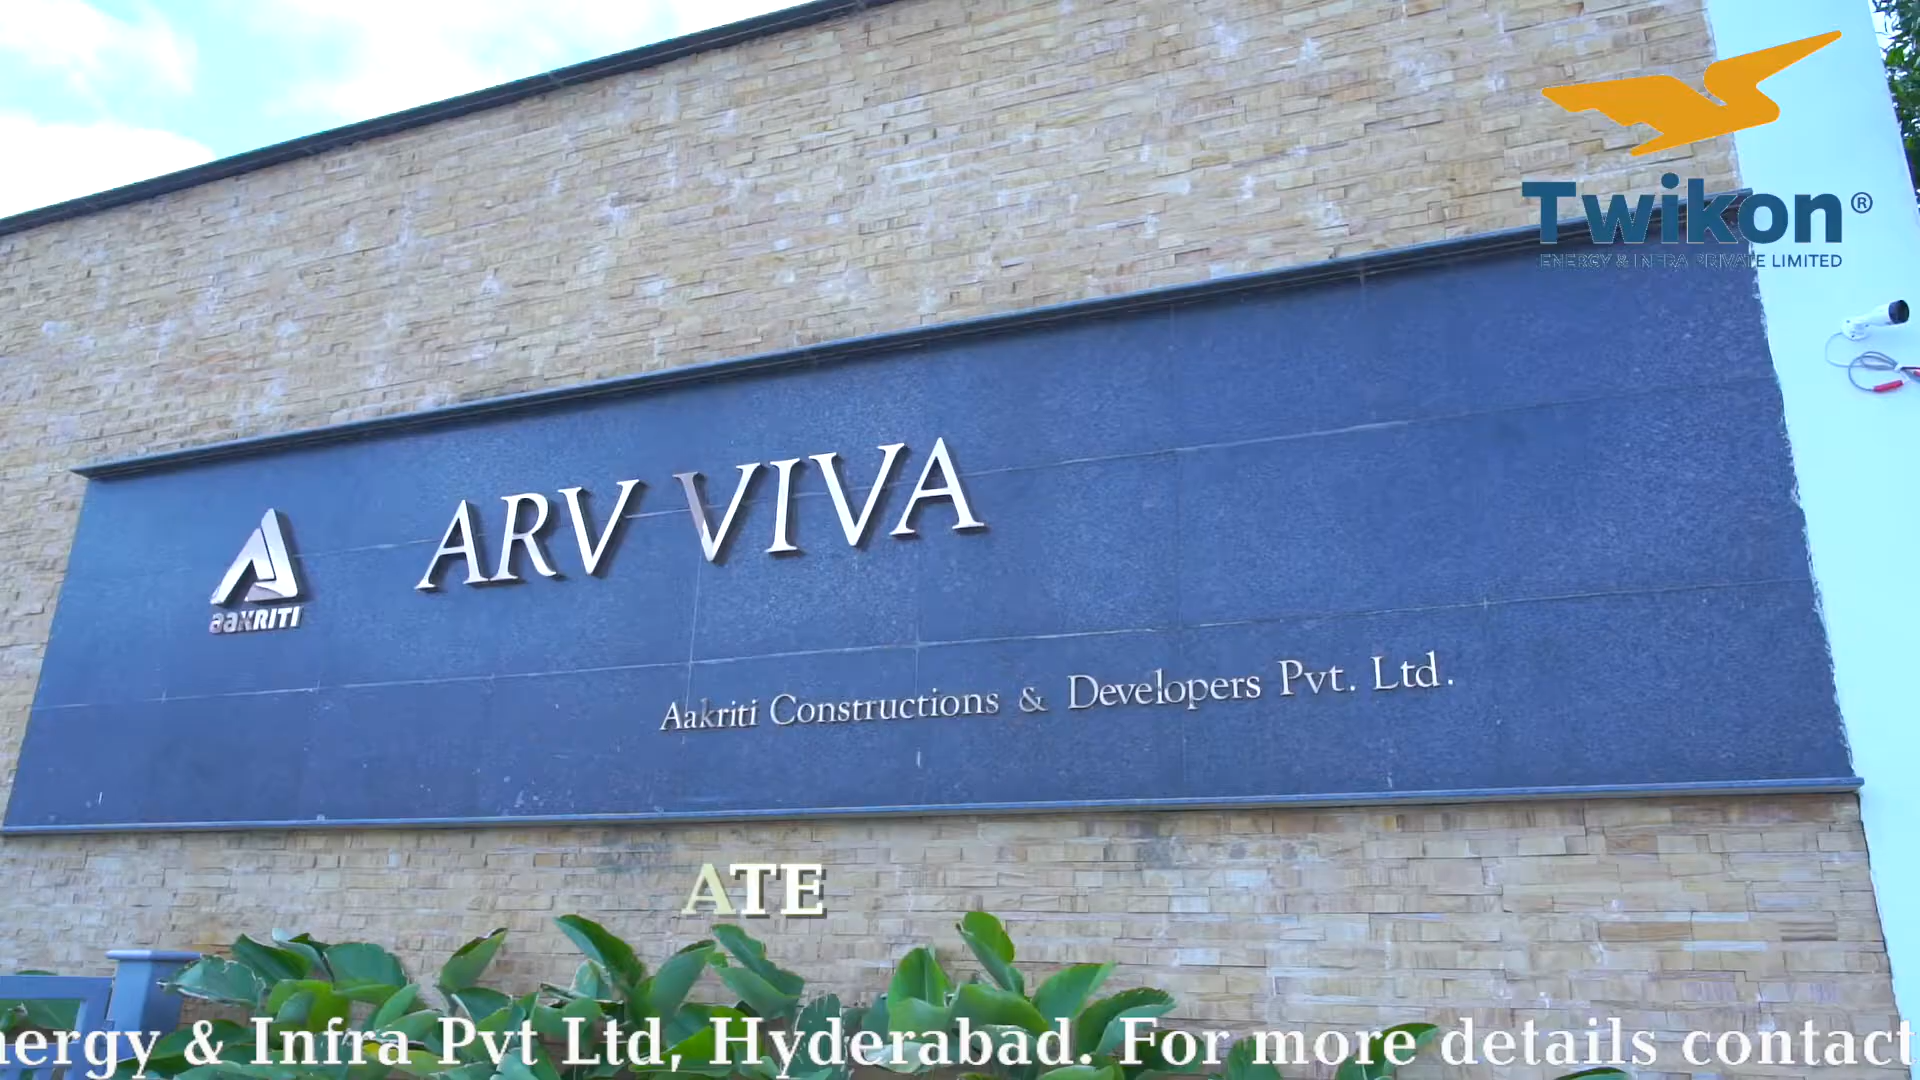 Twikon®
ENERGY & INFRA PRIVATE LIMITED
ARV VIVA
aaKRITI
Aakriti Constructions & Developers Pvt. Ltd.
ATE
nergy & Infra Pvt Ltd, Hyderabad. For more details contact